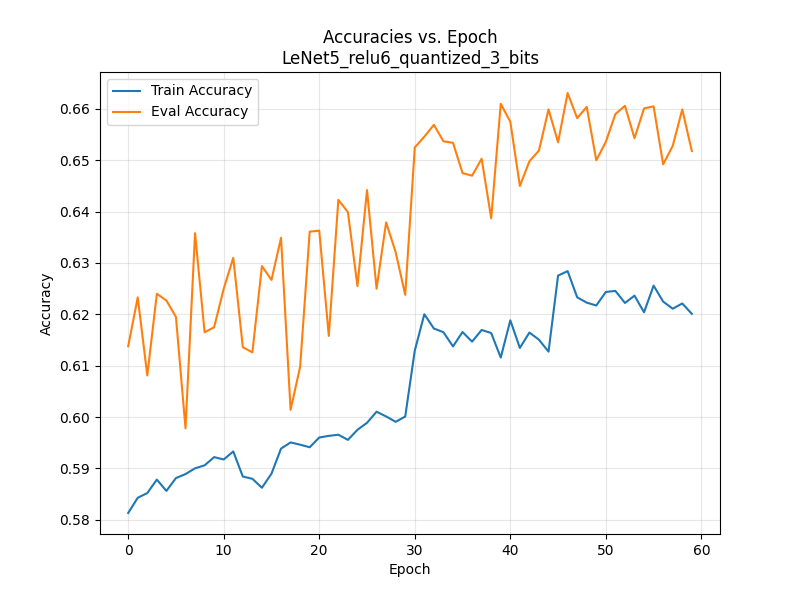 Accuracies vs. Epoch
LeNet5_relu6_quantized_3_bits
Train Accuracy
Eval Accuracy
0.66
0.65
0.64
0.63
0.62
0.61
0.60
0.59
0.58
Accuracy
0 10 20 30 40 50 60
Epoch